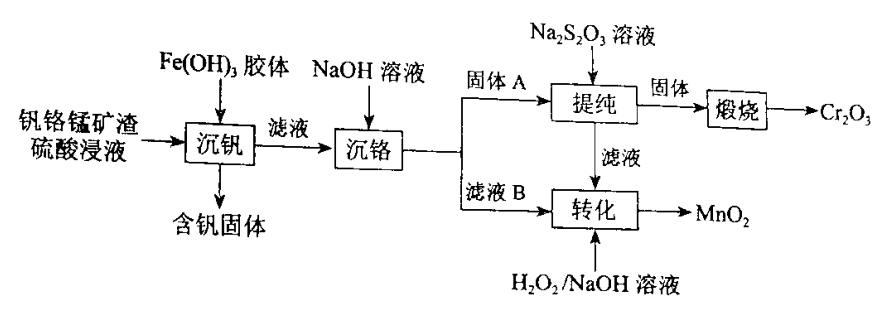 Na₂S₂O₃ 溶液
Fe(OH)₃ 胶体
NaOH 溶液
固体 A
提纯
固体
煅烧
Cr₂O₃
钒铬锰矿渣
硫酸浸液
沉钒
滤液
沉铬
滤液
滤液 B
转化
MnO₂
含钒固体
H₂O₂/NaOH 溶液